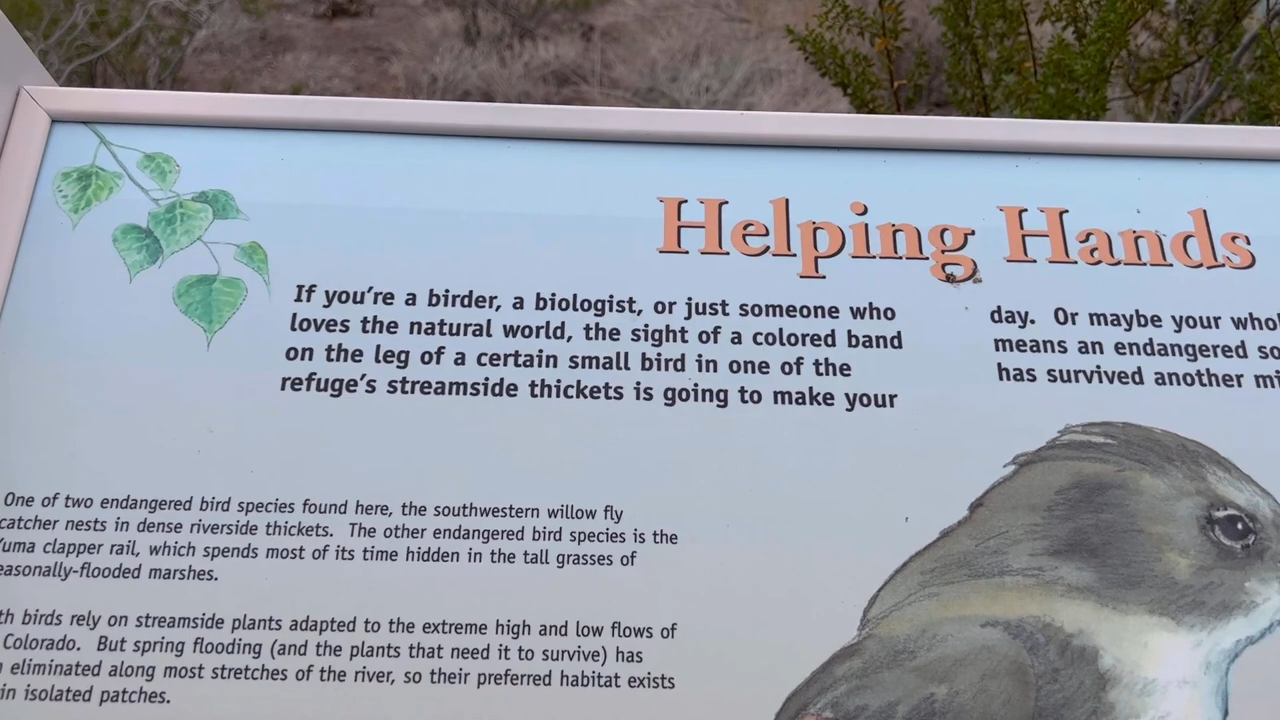 Helping Hands
If you're a birder, a biologist, or just someone who
loves the natural world, the sight of a colored band
on the leg of a certain small bird in one of the
refuge's streamside thickets is going to make your
day. Or maybe your
means an endangered
has survived another
One of two endangered bird species found here, the southwestern willow fly
catcher nests in dense riverside thickets. The other endangered bird species is the
Yuma clapper rail, which spends most of its time hidden in the tall grasses of
seasonally-flooded marshes.
birds rely on streamside plants adapted to the extreme high and low flows of
Colorado. But spring flooding (and the plants that need it to survive) has
eliminated along most stretches of the river, so their preferred habitat exists
in isolated patches.